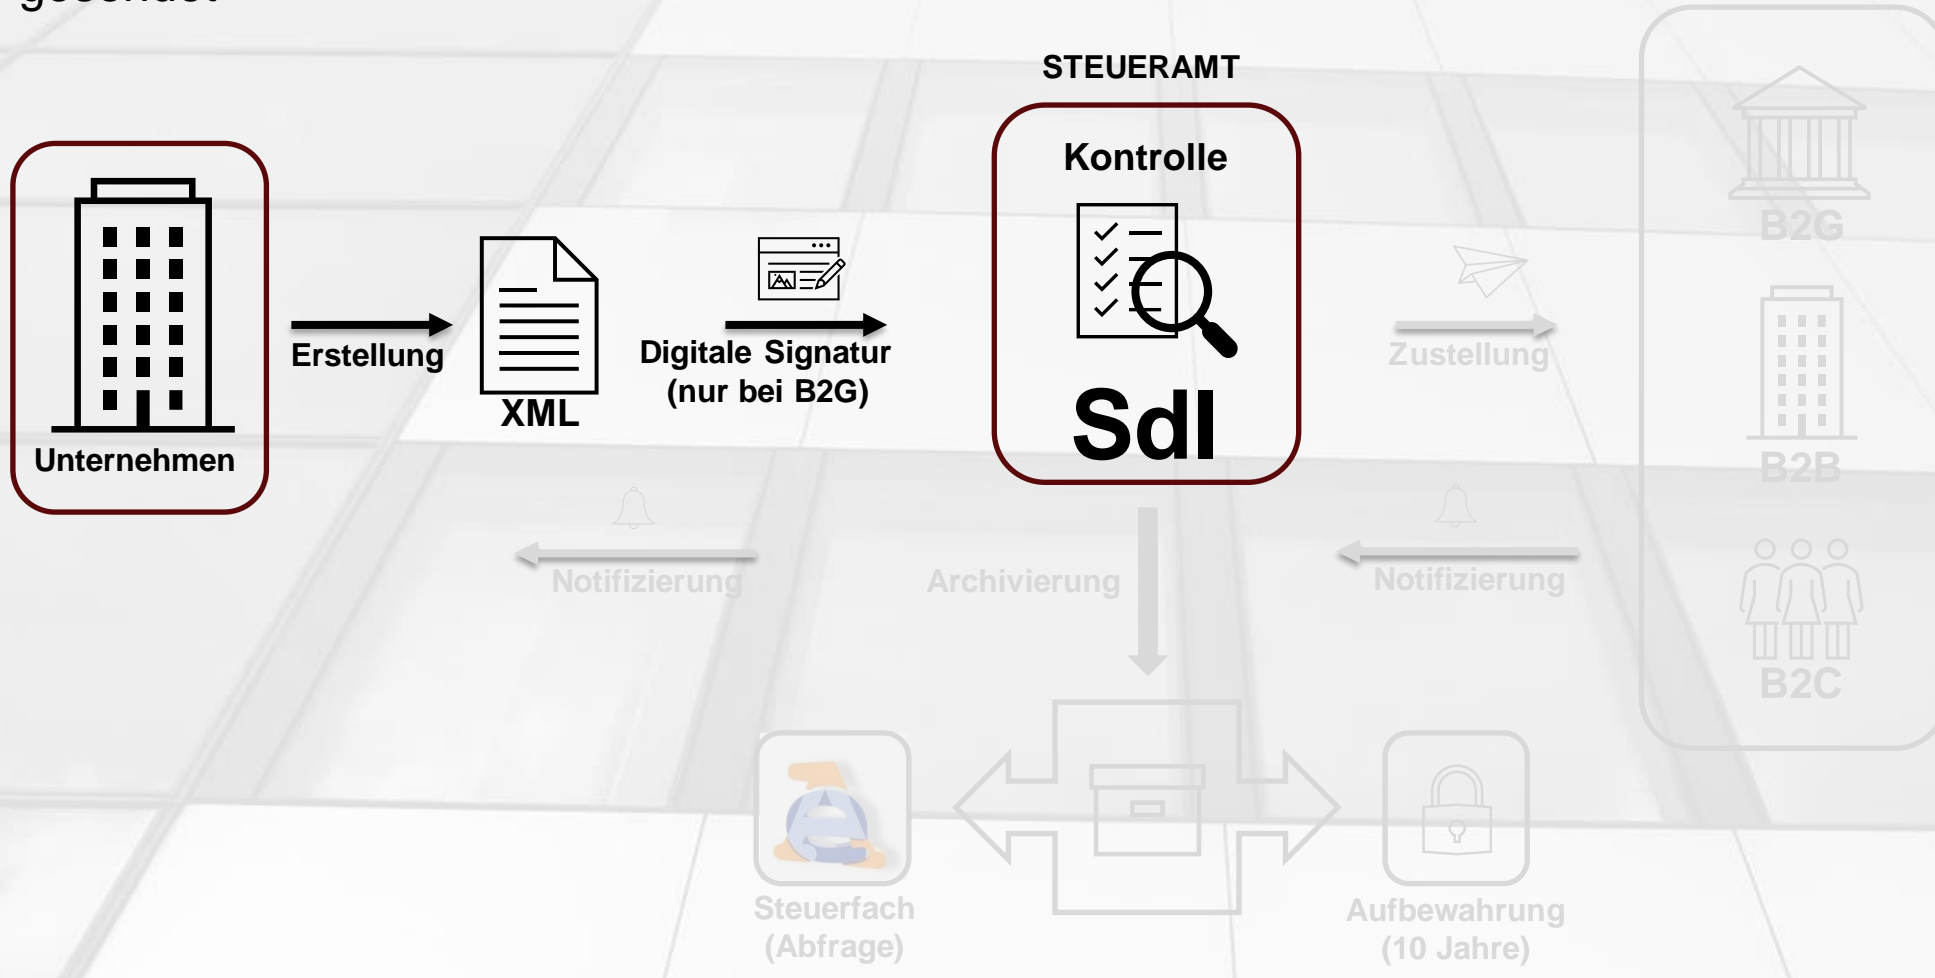 STEUERAMT
Kontrolle
SdI
Unternehmen
Erstellung
XML
Digitale Signatur
(nur bei B2G)
Zustellung
B2G
B2B
B2C
Notifizierung
Archivierung
Notifizierung
Steuerfach
(Abfrage)
Aufbewahrung
(10 Jahre)